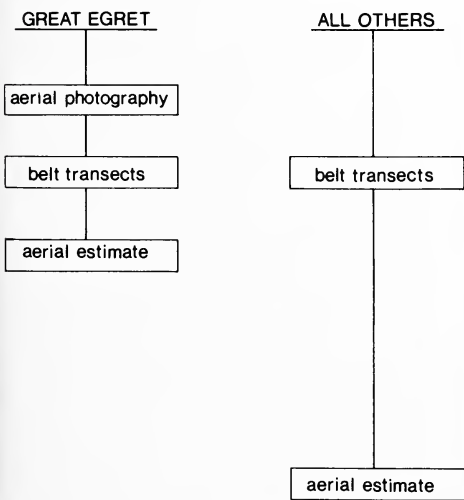 GREAT EGRET
aerial photography
belt transects
aerial estimate
ALL OTHERS
belt transects
aerial estimate